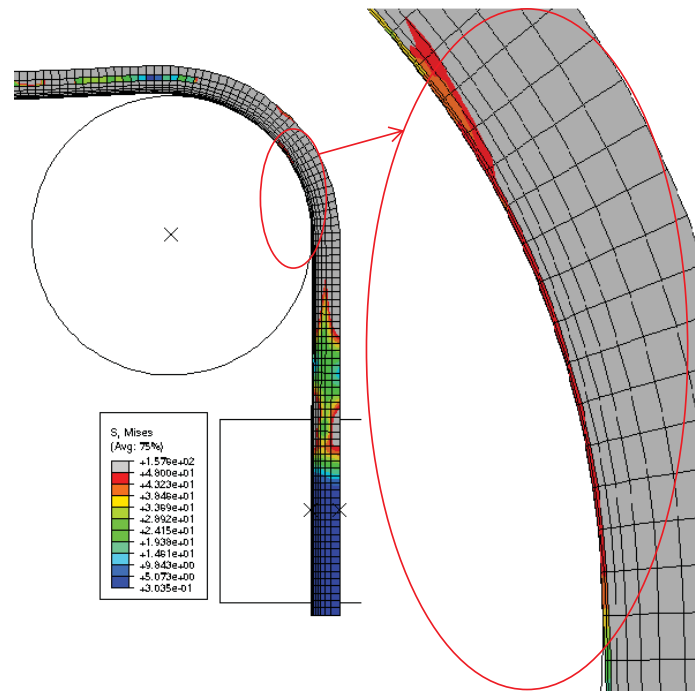 S, Mises
(Avg: 75%)
+1.576e+02
+4.800e+01
+4.323e+01
+3.846e+01
+3.369e+01
+2.892e+01
+2.415e+01
+1.938e+01
+1.461e+01
+9.843e+00
+5.073e+00
+3.035e-01